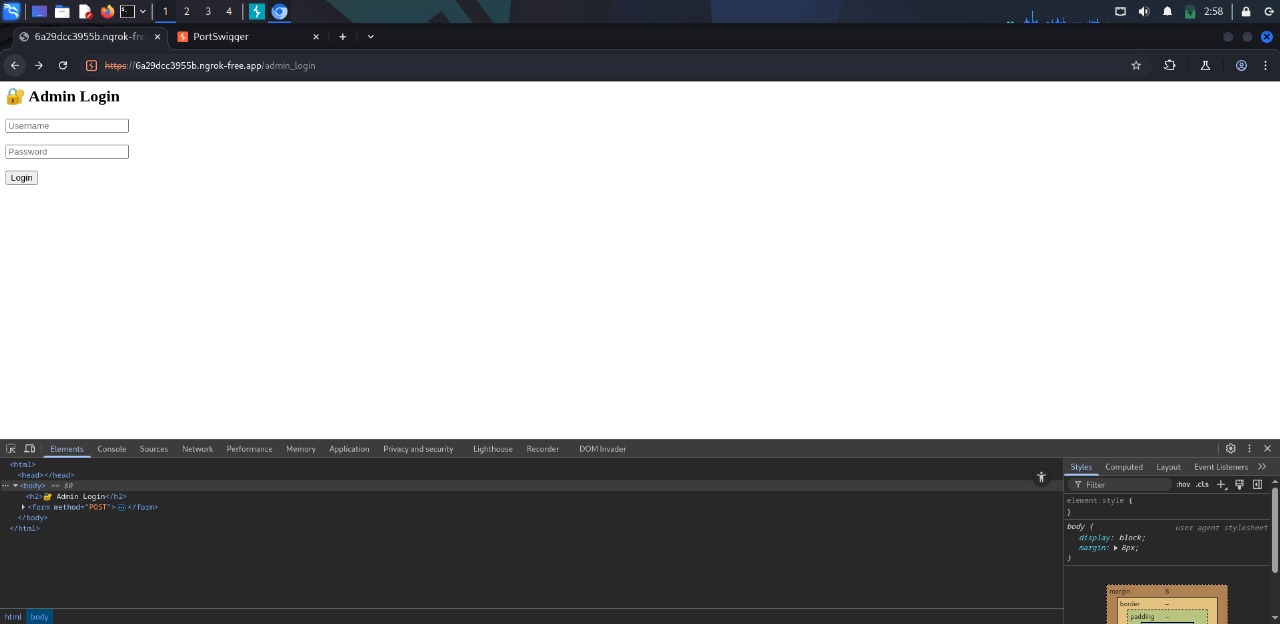 1 2 3 4 2:58
6a29dcc3955b.ngrok-free PortSwigger
https://6a29dcc3955b.ngrok-free.app/admin_login
🔐 Admin Login
Username
Password
Login
Elements Console Sources Network Performance Memory Application Privacy and security Lighthouse Recorder DOM Invader
<html>
<head></head>
<body> == $0
<h2>🔐 Admin Login</h2>
<form method="POST">…</form>
</body>
</html>
html body
Styles Computed Layout Event Listeners
Filter :hov .cls
element.style {
}
body { user agent stylesheet
display: block;
margin: 8px;
}
margin 8
border –
padding –